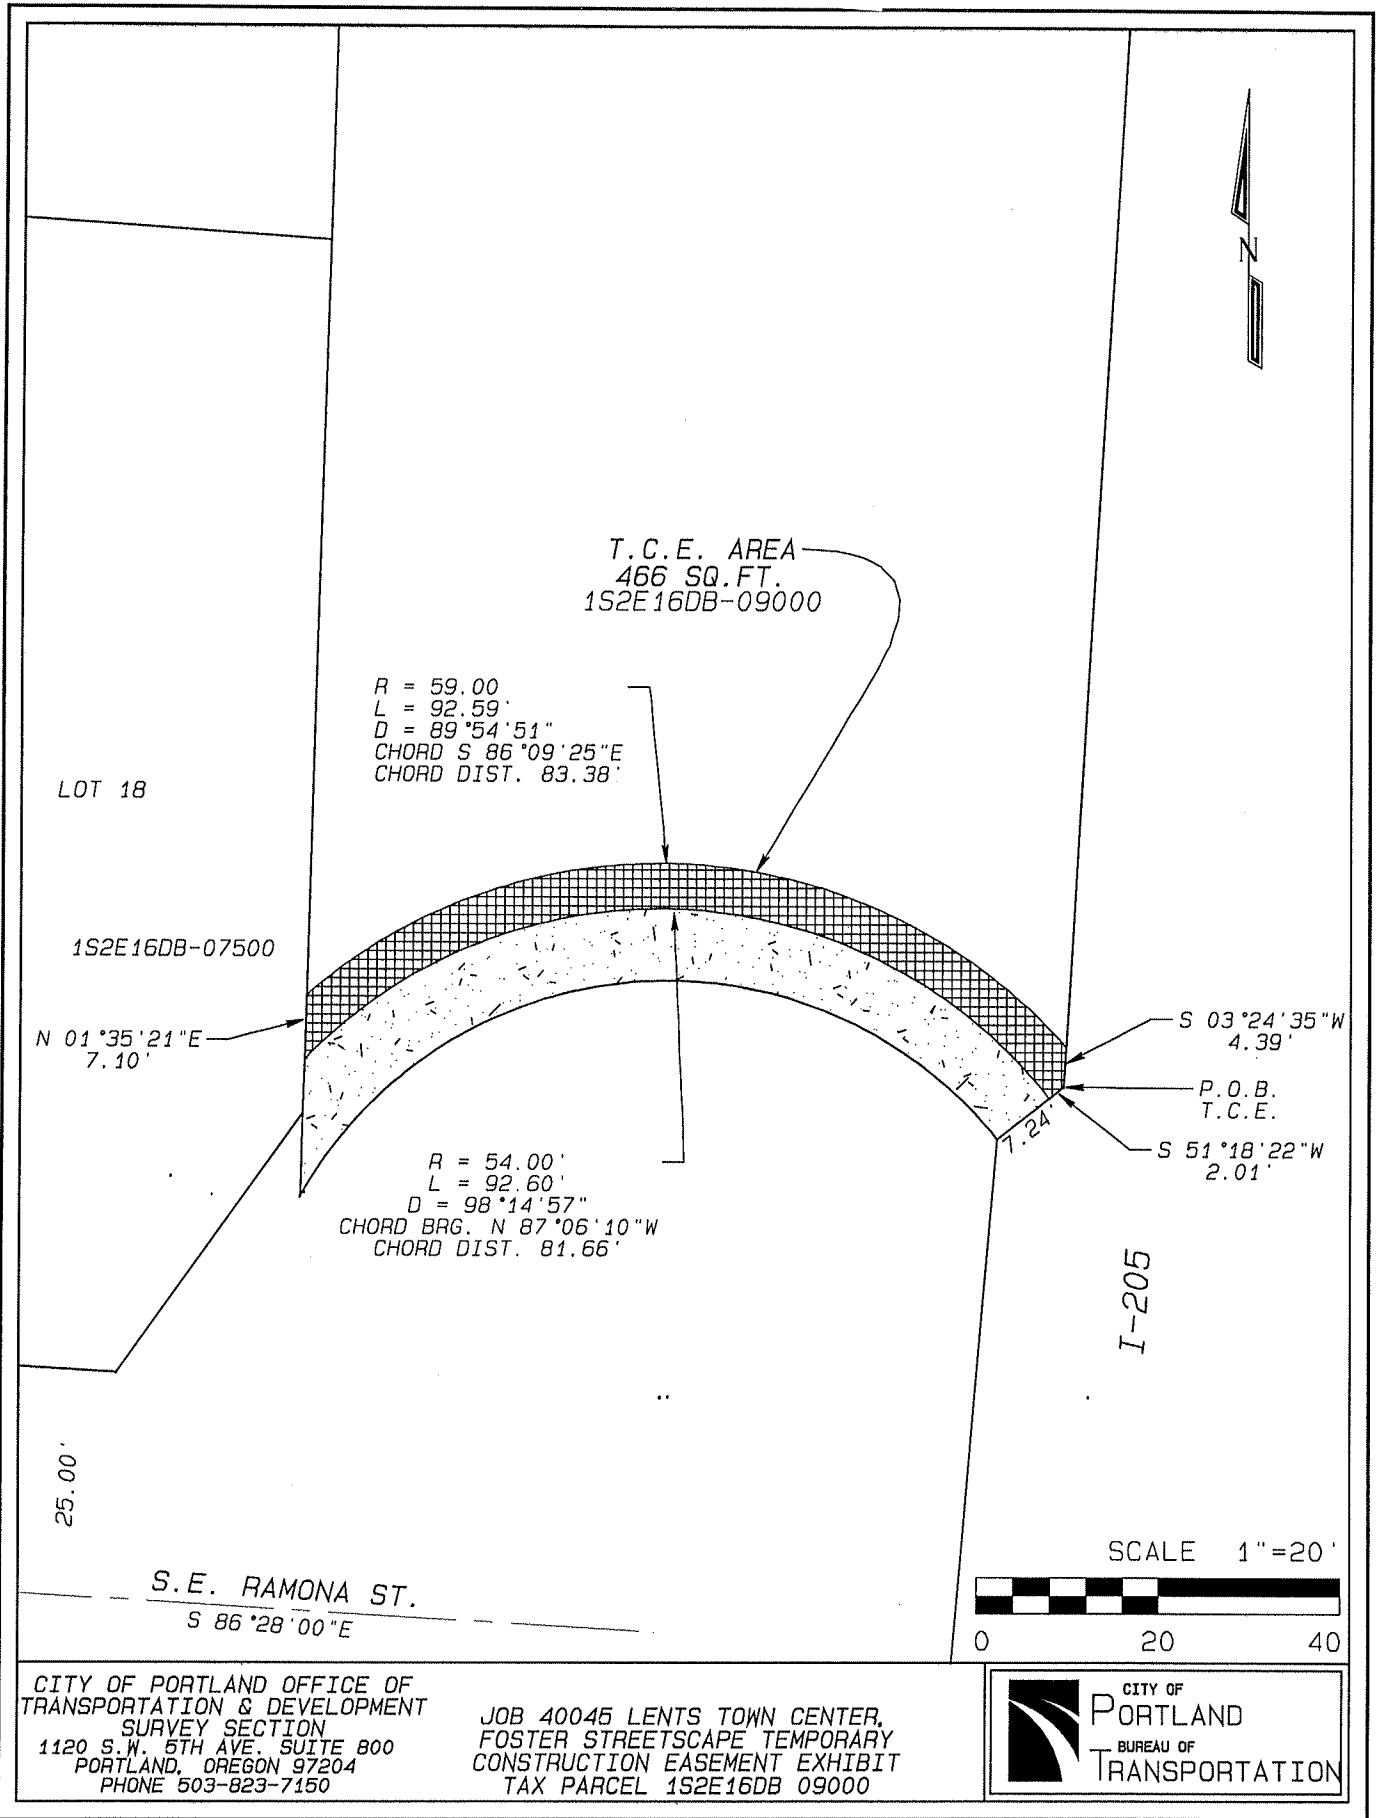 N
T.C.E. AREA
466 SQ.FT.
1S2E16DB-09000
R = 59.00
L = 92.59'
D = 89°54'51"
CHORD S 86°09'25"E
CHORD DIST. 83.38'
LOT 18
1S2E16DB-07500
N 01°35'21"E
7.10'
S 03°24'35"W
4.39'
P.O.B.
T.C.E.
7.24'
S 51°18'22"W
2.01'
R = 54.00'
L = 92.60'
D = 98°14'57"
CHORD BRG. N 87°06'10"W
CHORD DIST. 81.66'
I-205
25.00'
S.E. RAMONA ST.
S 86°28'00"E
SCALE 1"=20'
0 20 40
CITY OF PORTLAND OFFICE OF
TRANSPORTATION & DEVELOPMENT
SURVEY SECTION
1120 S.W. 5TH AVE. SUITE 800
PORTLAND, OREGON 97204
PHONE 503-823-7150
JOB 40045 LENTS TOWN CENTER,
FOSTER STREETSCAPE TEMPORARY
CONSTRUCTION EASEMENT EXHIBIT
TAX PARCEL 1S2E16DB 09000
CITY OF
PORTLAND
BUREAU OF
TRANSPORTATION